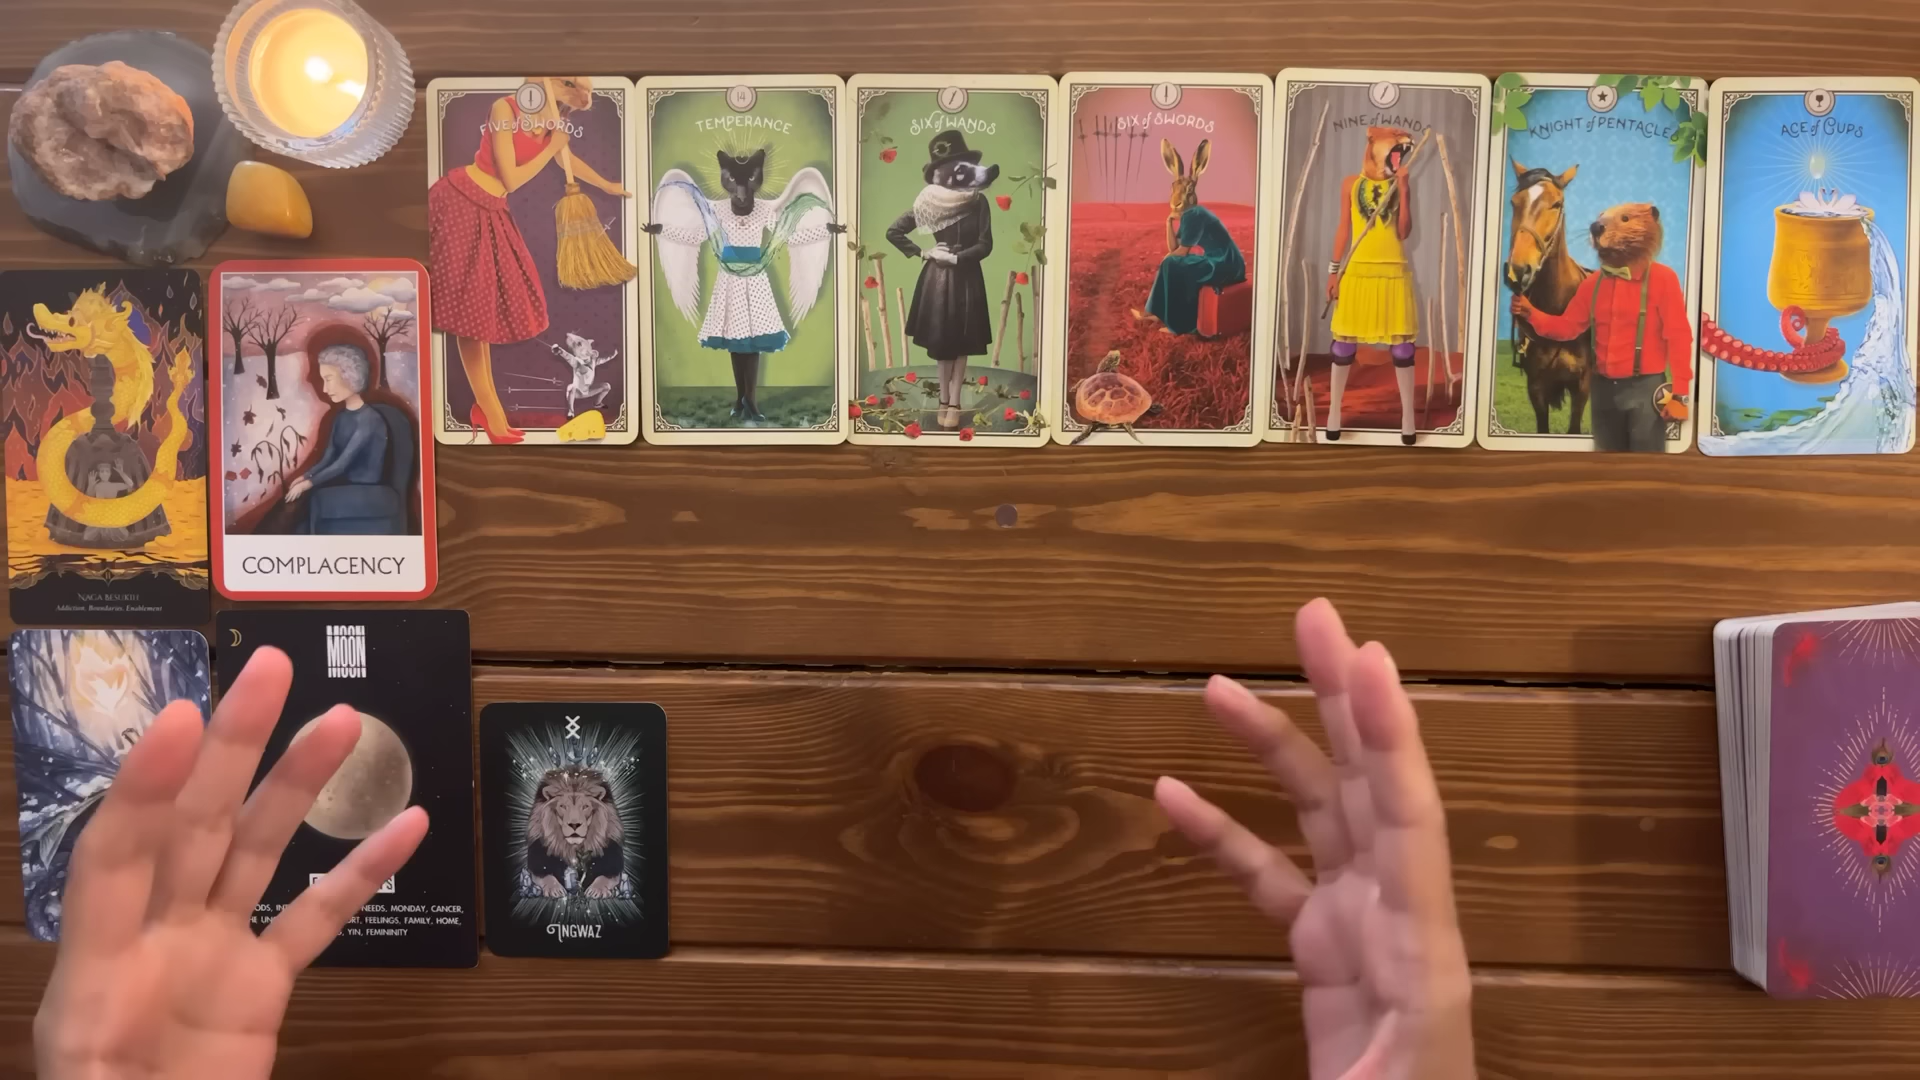 FIVE of SWORDS
14
TEMPERANCE
SIX of WANDS
SIX of SWORDS
NINE of WANDS
KNIGHT of PENTACLES
ACE of CUPS
NAGA BESUKIH
Addiction, Boundaries, Enablement
COMPLACENCY
MOON
NEEDS, MONDAY, CANCER,
FEELINGS, FAMILY, HOME,
YIN, FEMININITY
INGWAZ